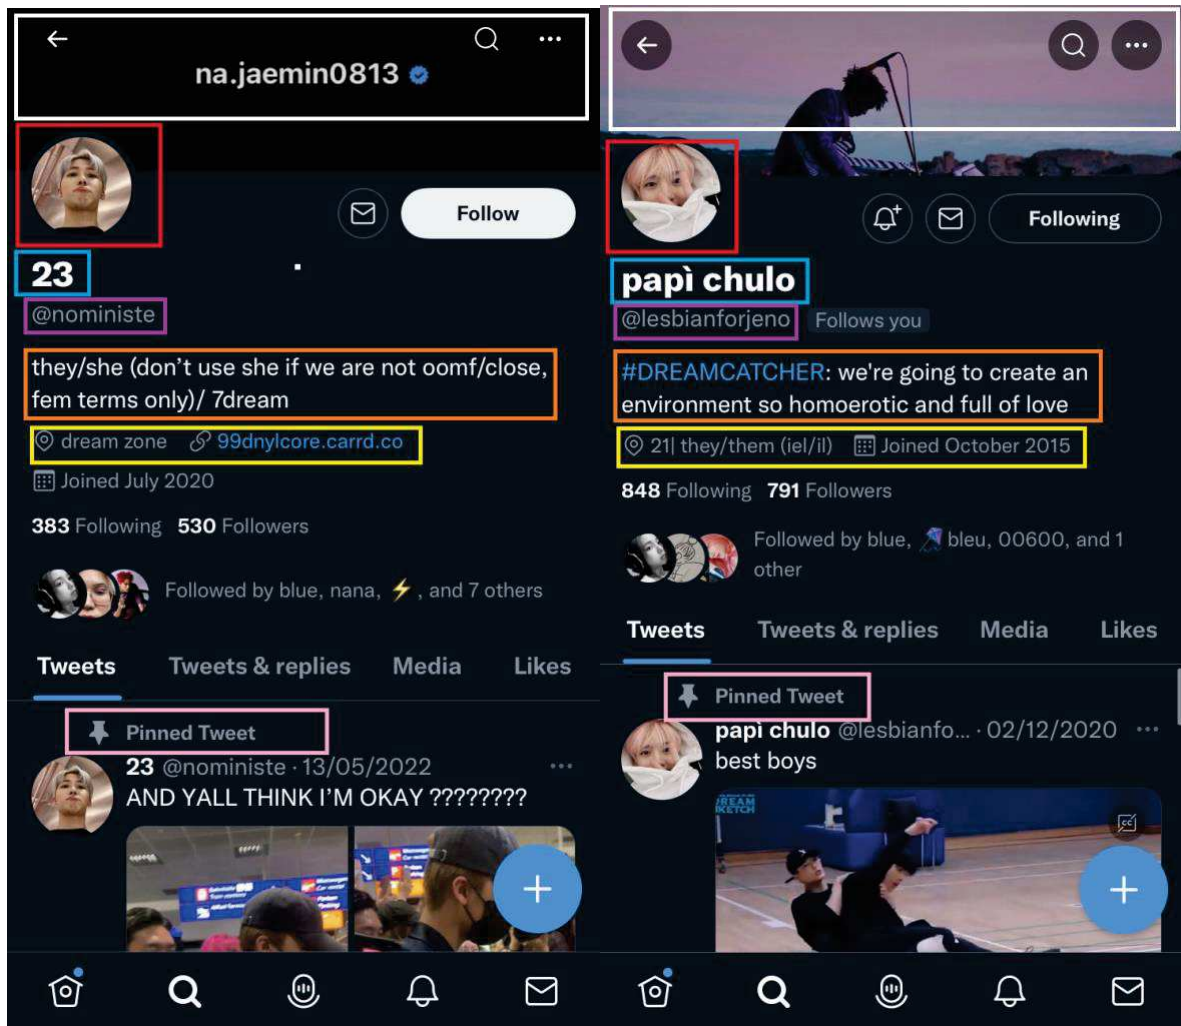 na.jaemin0813
Follow
23
@noministe
they/she (don't use she if we are not oomf/close,
fem terms only)/ 7dream
dream zone 99dnylcore.carrd.co
Joined July 2020
383 Following 530 Followers
Followed by blue, nana, ⚡, and 7 others
Tweets Tweets & replies Media Likes
Pinned Tweet
23 @noministe · 13/05/2022 ...
AND YALL THINK I'M OKAY ????????
Following
papì chulo
@lesbianforjeno Follows you
#DREAMCATCHER: we're going to create an
environment so homoerotic and full of love
21| they/them (iel/il) Joined October 2015
848 Following 791 Followers
Followed by blue, bleu, 00600, and 1
other
Tweets Tweets & replies Media Likes
Pinned Tweet
papì chulo @lesbianfo... · 02/12/2020 ...
best boys
CC